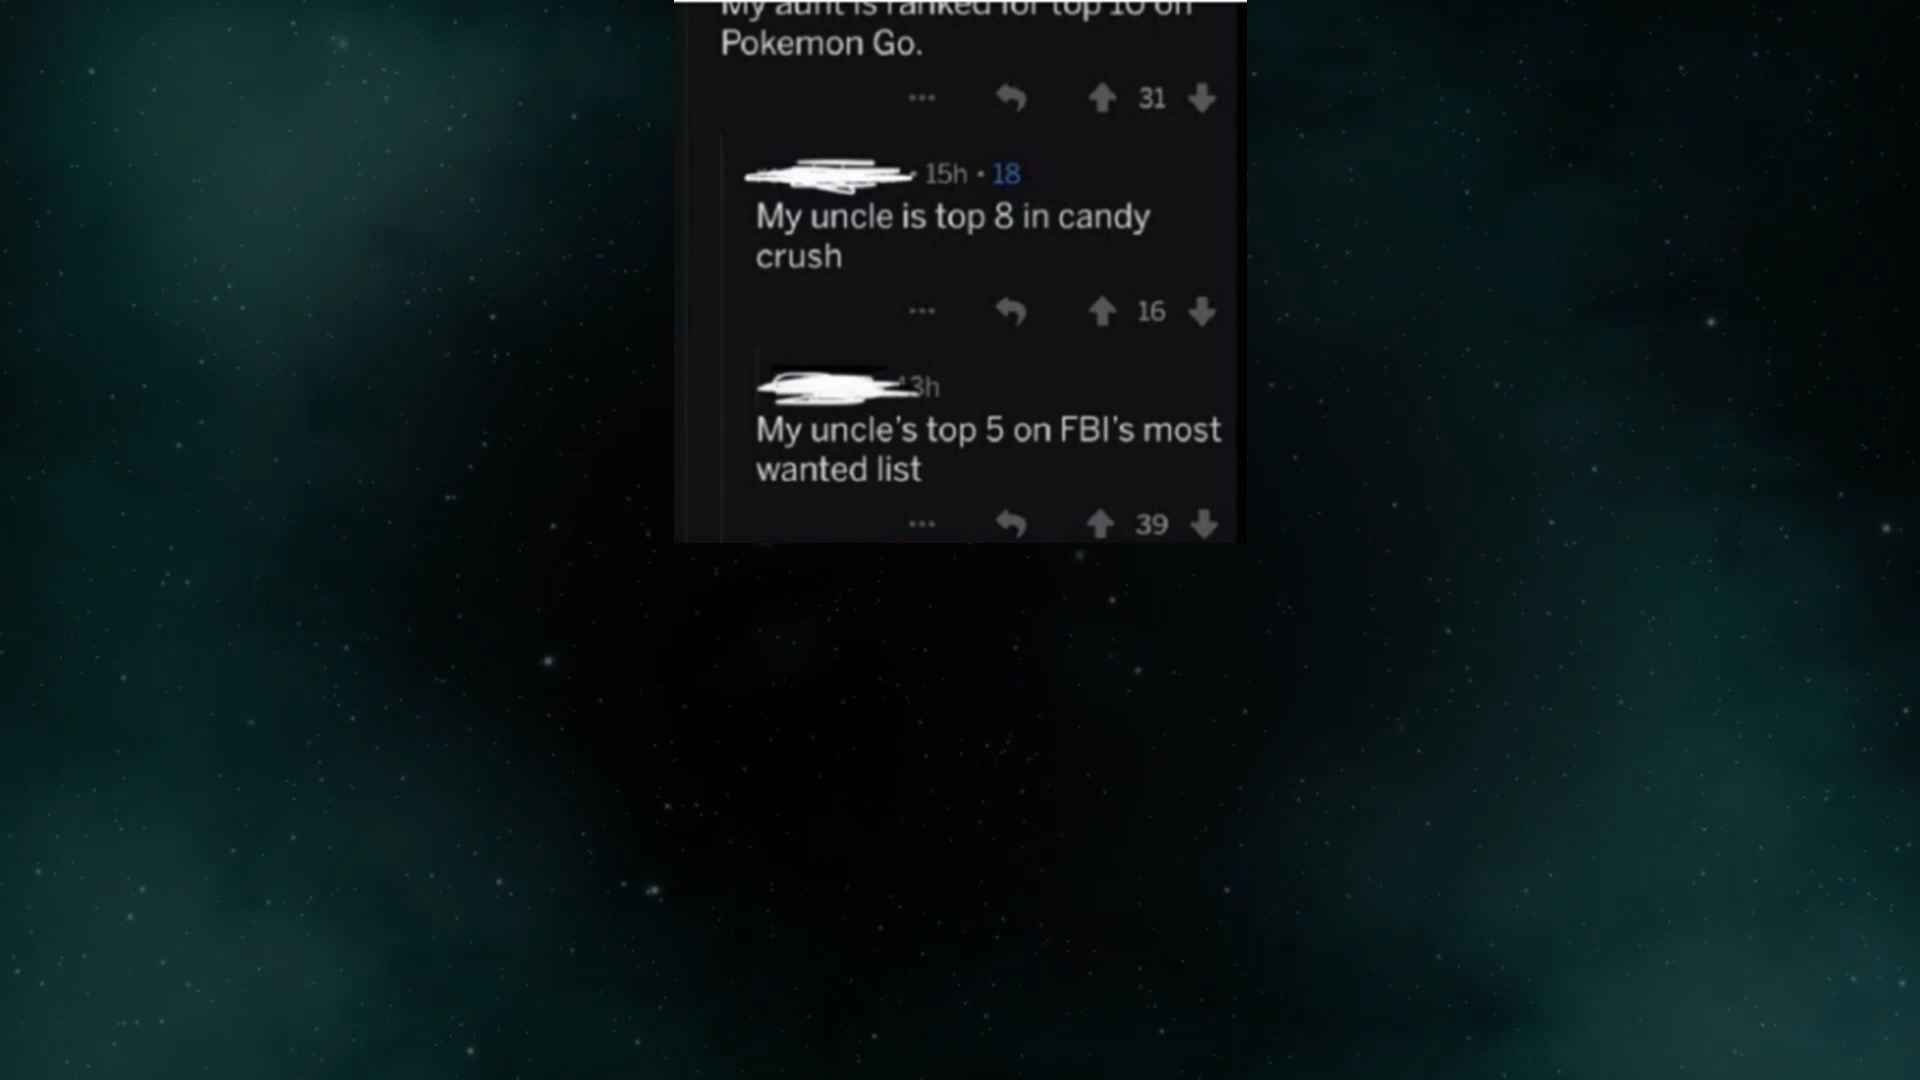 My aunt is ranked for top 10 on
Pokemon Go.
31
15h • 18
My uncle is top 8 in candy
crush
16
13h
My uncle's top 5 on FBI's most
wanted list
39